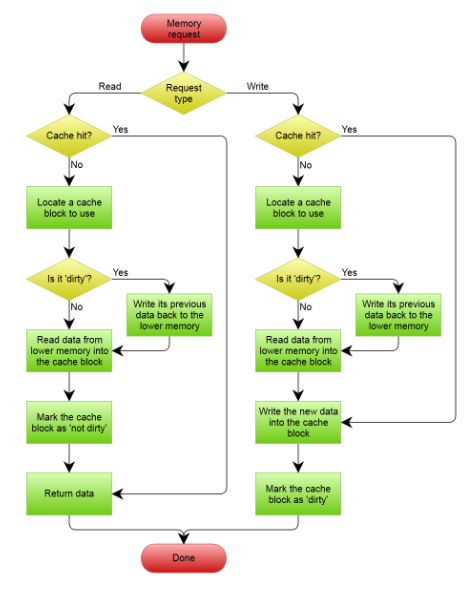 Memory
request
Request
type
Read
Write
Cache hit?
Yes
No
Locate a cache
block to use
Is it 'dirty'?
Yes
No
Write its previous
data back to the
lower memory
Read data from
lower memory into
the cache block
Mark the cache
block as 'not dirty'
Return data
Cache hit?
Yes
No
Locate a cache
block to use
Is it 'dirty'?
Yes
No
Write its previous
data back to the
lower memory
Read data from
lower memory into
the cache block
Write the new data
into the cache
block
Mark the cache
block as 'dirty'
Done